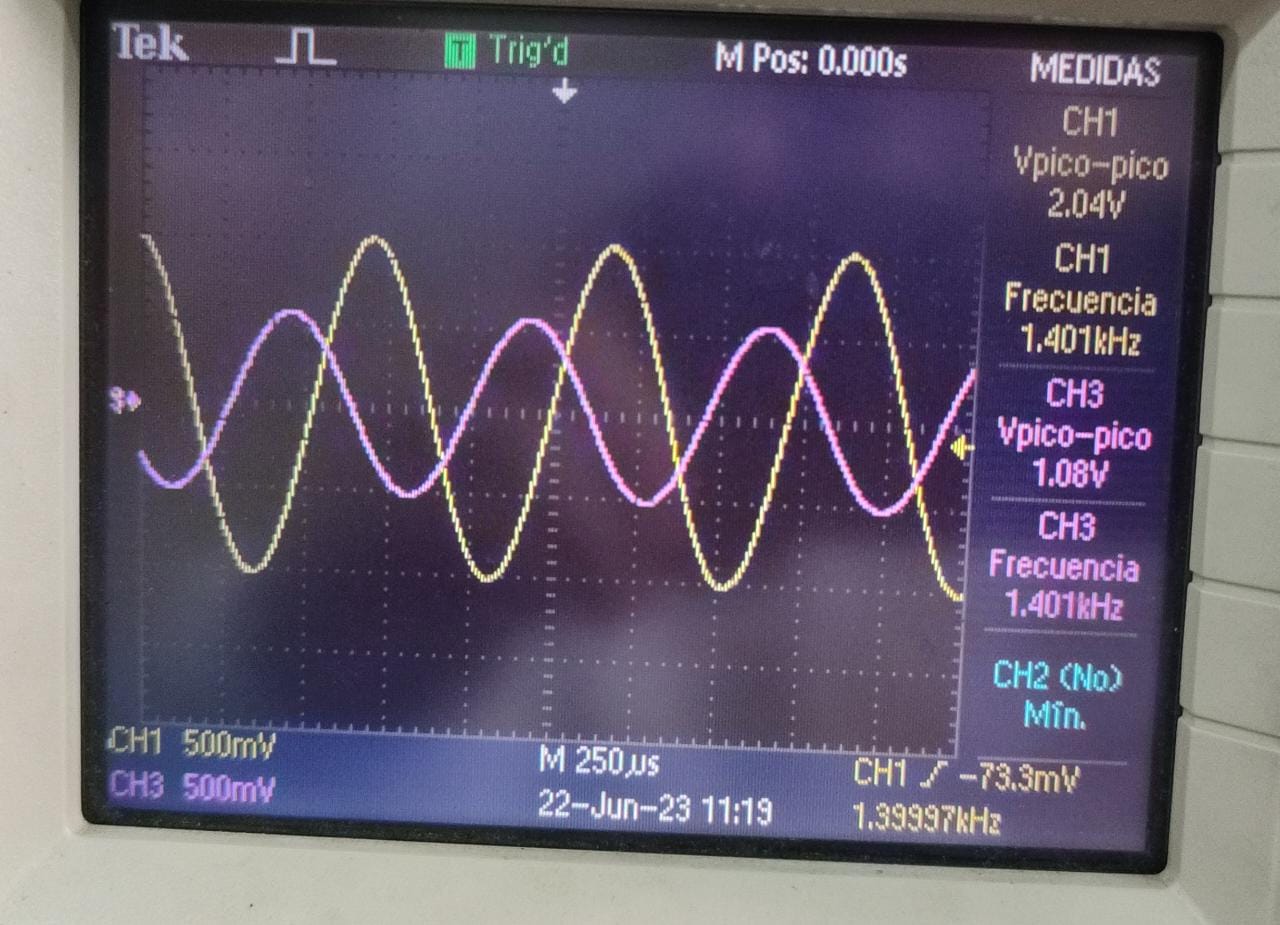 Tek
T Trig'd
M Pos: 0.000s
MEDIDAS
CH1
Vpico-pico
2.04V
CH1
Frecuencia
1.401kHz
3
CH3
Vpico-pico
1.08V
CH3
Frecuencia
1.401kHz
CH2 (No)
Mín.
CH1 500mV
M 250µs
CH1 -73.3mV
CH3 500mV
22-Jun-23 11:19
1.39997kHz